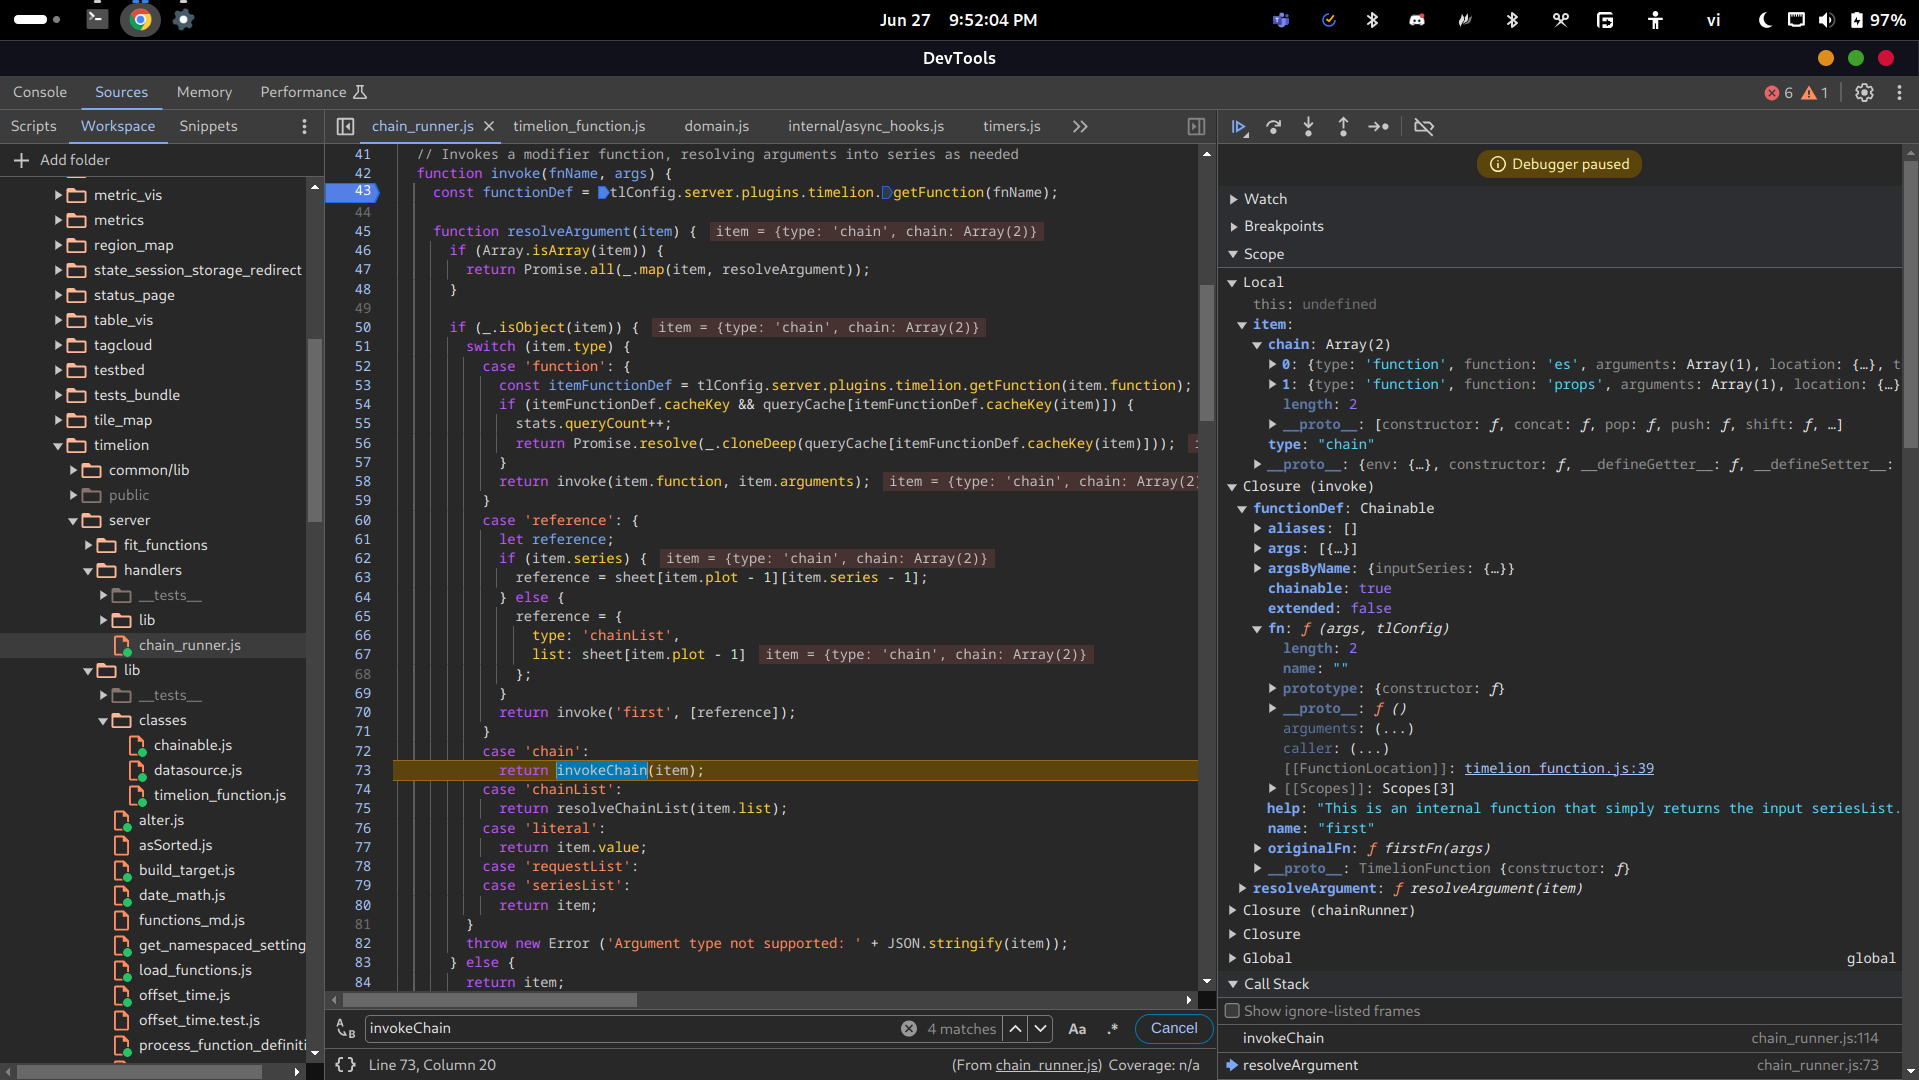 Jun 27 9:52:04 PM
vi
97%
DevTools
Console Sources Memory Performance
6 1
Scripts Workspace Snippets
Add folder
metric_vis
metrics
region_map
state_session_storage_redirect
status_page
table_vis
tagcloud
testbed
tests_bundle
tile_map
timelion
common/lib
public
server
fit_functions
handlers
__tests__
lib
chain_runner.js
lib
__tests__
classes
chainable.js
datasource.js
timelion_function.js
alter.js
asSorted.js
build_target.js
date_math.js
functions_md.js
get_namespaced_setting
load_functions.js
offset_time.js
offset_time.test.js
process_function_definiti
chain_runner.js timelion_function.js domain.js internal/async_hooks.js timers.js
41 // Invokes a modifier function, resolving arguments into series as needed
42 function invoke(fnName, args) {
43 const functionDef = tlConfig.server.plugins.timelion.getFunction(fnName);
44
45 function resolveArgument(item) { item = {type: 'chain', chain: Array(2)}
46 if (Array.isArray(item)) {
47 return Promise.all(_.map(item, resolveArgument));
48 }
49
50 if (_.isObject(item)) { item = {type: 'chain', chain: Array(2)}
51 switch (item.type) {
52 case 'function': {
53 const itemFunctionDef = tlConfig.server.plugins.timelion.getFunction(item.function);
54 if (itemFunctionDef.cacheKey && queryCache[itemFunctionDef.cacheKey(item)]) {
55 stats.queryCount++;
56 return Promise.resolve(_.cloneDeep(queryCache[itemFunctionDef.cacheKey(item)]));
57 }
58 return invoke(item.function, item.arguments); item = {type: 'chain', chain: Array(2)
59 }
60 case 'reference': {
61 let reference;
62 if (item.series) { item = {type: 'chain', chain: Array(2)}
63 reference = sheet[item.plot - 1][item.series - 1];
64 } else {
65 reference = {
66 type: 'chainList',
67 list: sheet[item.plot - 1] item = {type: 'chain', chain: Array(2)}
68 };
69 }
70 return invoke('first', [reference]);
71 }
72 case 'chain':
73 return invokeChain(item);
74 case 'chainList':
75 return resolveChainList(item.list);
76 case 'literal':
77 return item.value;
78 case 'requestList':
79 case 'seriesList':
80 return item;
81 }
82 throw new Error ('Argument type not supported: ' + JSON.stringify(item));
83 } else {
84 return item;
invokeChain 4 matches Aa .* Cancel
{} Line 73, Column 20 (From chain_runner.js) Coverage: n/a
Debugger paused
Watch
Breakpoints
Scope
Local
this: undefined
item:
chain: Array(2)
0: {type: 'function', function: 'es', arguments: Array(1), location: {…}, t
1: {type: 'function', function: 'props', arguments: Array(1), location: {…}
length: 2
__proto__: [constructor: ƒ, concat: ƒ, pop: ƒ, push: ƒ, shift: ƒ, …]
type: "chain"
__proto__: {env: {…}, constructor: ƒ, __defineGetter__: ƒ, __defineSetter__:
Closure (invoke)
functionDef: Chainable
aliases: []
args: [{…}]
argsByName: {inputSeries: {…}}
chainable: true
extended: false
fn: ƒ (args, tlConfig)
length: 2
name: ""
prototype: {constructor: ƒ}
__proto__: ƒ ()
arguments: (...)
caller: (...)
[[FunctionLocation]]: timelion_function.js:39
[[Scopes]]: Scopes[3]
help: "This is an internal function that simply returns the input seriesList.
name: "first"
originalFn: ƒ firstFn(args)
__proto__: TimelionFunction {constructor: ƒ}
resolveArgument: ƒ resolveArgument(item)
Closure (chainRunner)
Closure
Global global
Call Stack
Show ignore-listed frames
invokeChain chain_runner.js:114
resolveArgument chain_runner.js:73